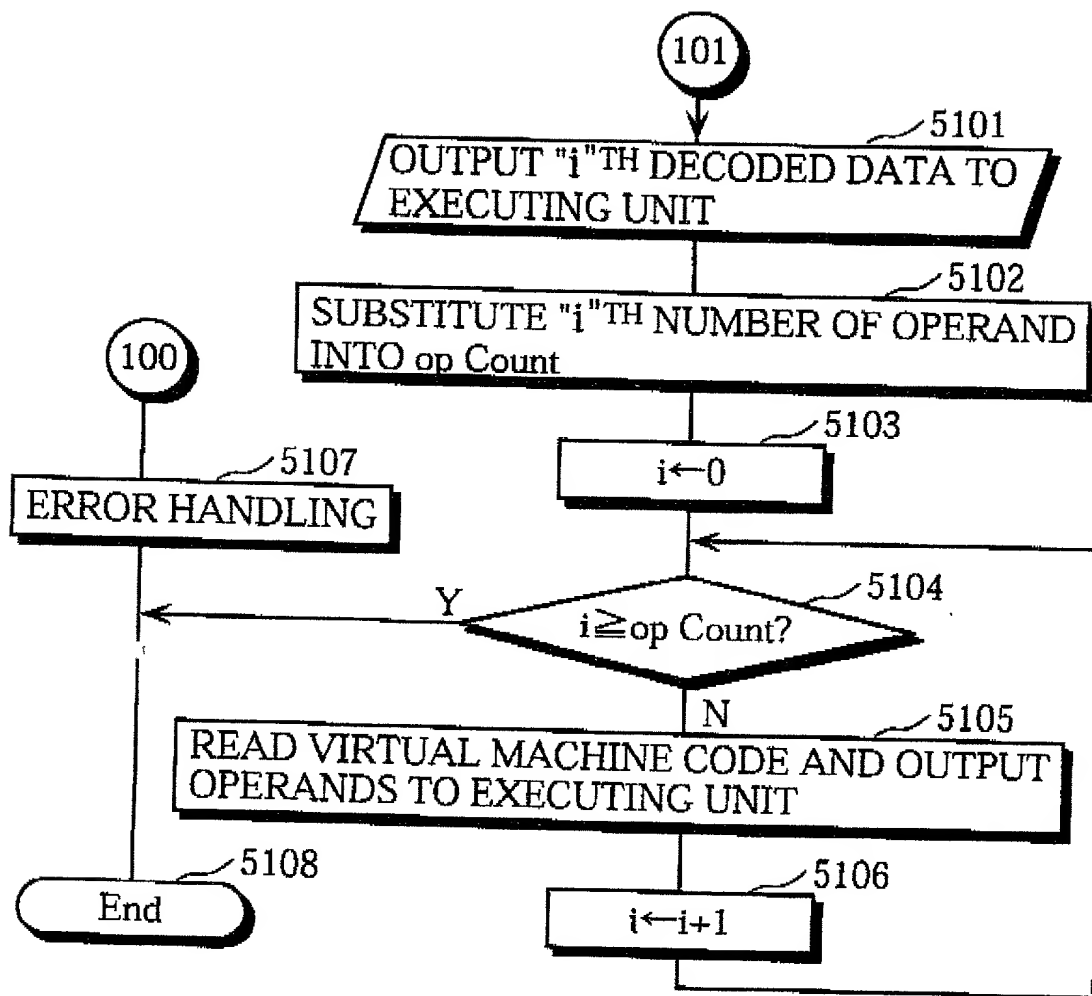 101
5101
OUTPUT "i"TH DECODED DATA TO
EXECUTING UNIT
5102
SUBSTITUTE "i"TH NUMBER OF OPERAND
INTO op Count
100
5103
i←0
5107
ERROR HANDLING
5104
Y
i≧op Count?
N
5105
READ VIRTUAL MACHINE CODE AND OUTPUT
OPERANDS TO EXECUTING UNIT
5108
End
5106
i←i+1